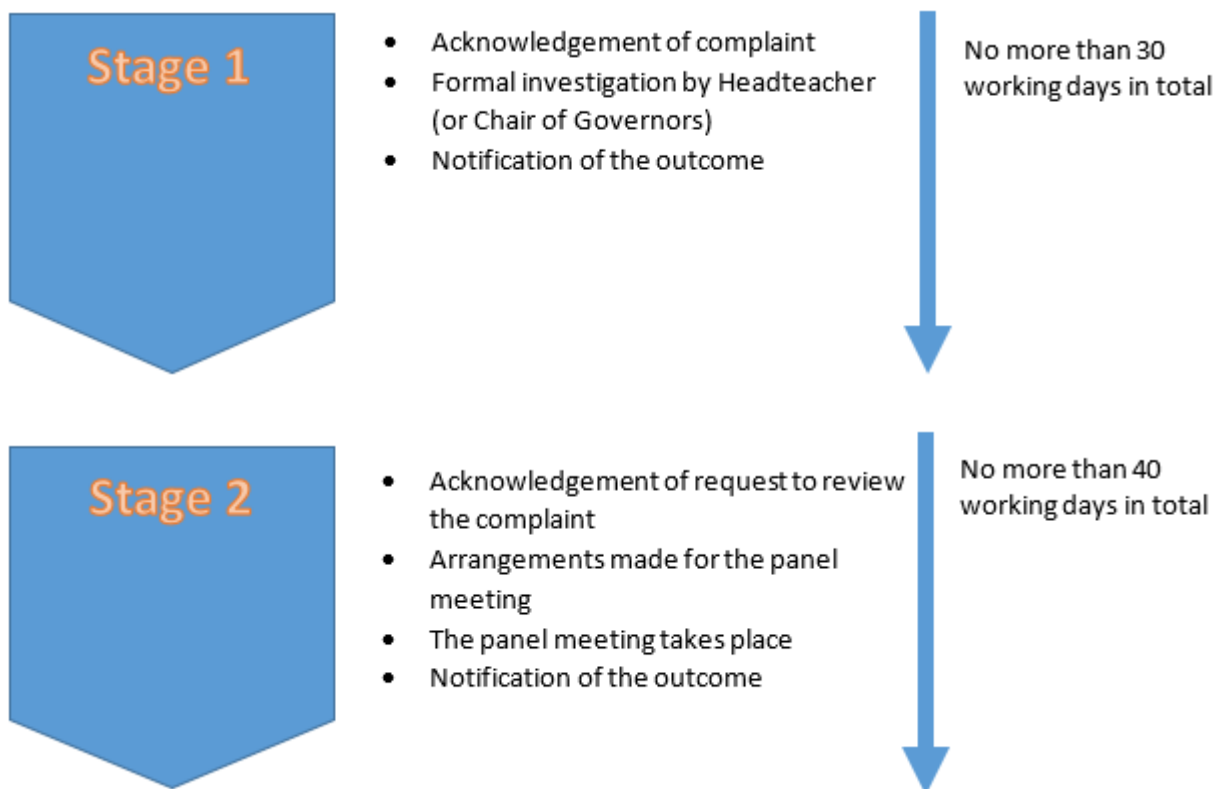 Stage 1
• Acknowledgement of complaint
• Formal investigation by Headteacher
(or Chair of Governors)
• Notification of the outcome
No more than 30
working days in total
Stage 2
• Acknowledgement of request to review
the complaint
• Arrangements made for the panel
meeting
• The panel meeting takes place
• Notification of the outcome
No more than 40
working days in total